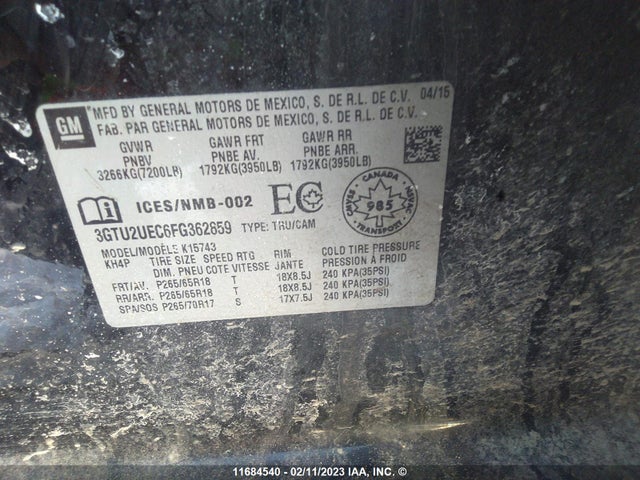 GM
MFD BY GENERAL MOTORS DE MEXICO, S. DE R.L. DE C.V. 04/15
FAB. PAR GENERAL MOTORS DE MEXICO, S. DE R.L. DE C.V.
GVWR GAWR FRT GAWR RR
PNBV PNBE AV. PNBE ARR.
3266KG(7200LB) 1792KG(3950LB) 1792KG(3950LB)
ICES/NMB-002 EC
CANADA
CMVSS 985 NSVAC
TRANSPORT
3GTU2UEC6FG362859 TYPE: TRU/CAM
MODEL/MODÈLE K15743
KH4P TIRE SIZE SPEED RTG RIM COLD TIRE PRESSURE
DIM. PNEU COTE VITESSE JANTE PRESSION À FROID
FRT/AV. P265/65R18 T 18X8.5J 240 KPA(35PSI)
RR/ARR. P265/65R18 T 18X8.5J 240 KPA(35PSI)
SPA/SOS P265/70R17 S 17X7.5J 240 KPA(35PSI)
11684540 - 02/11/2023 IAA, Inc.